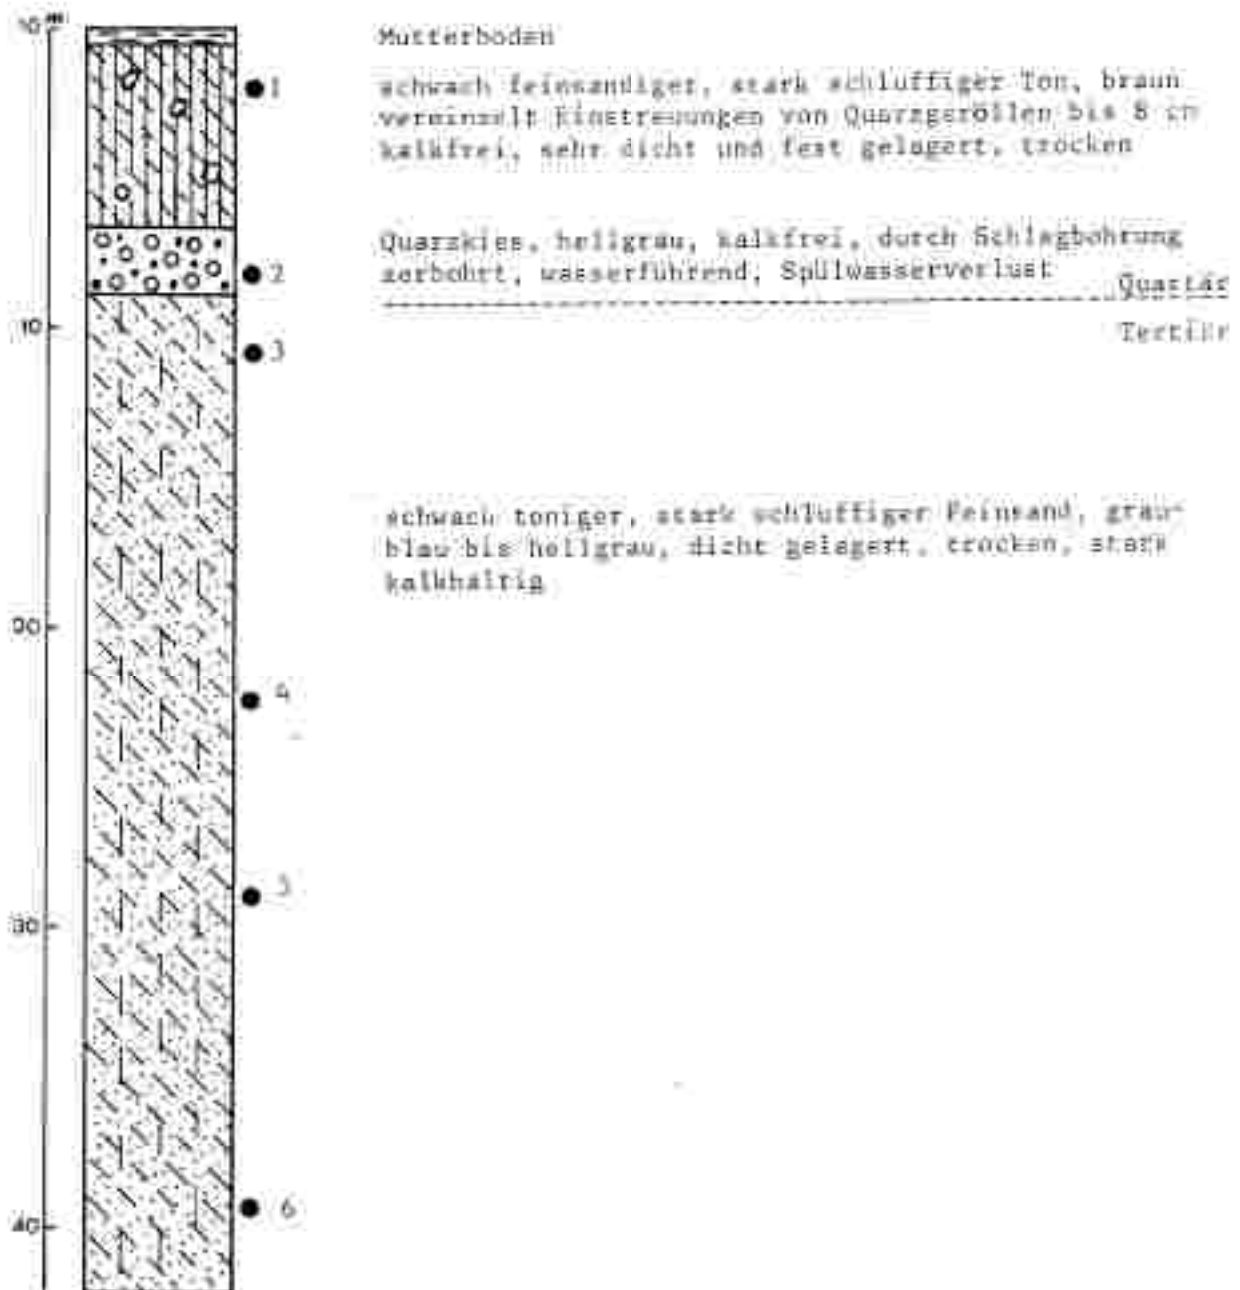 0 m
Mutterboden
1
schwach feinsandiger, stark schluffiger Ton, braun
vereinzelt Einstreuungen von Quarzgeröllen bis 8 cm
kalkfrei, sehr dicht und fest gelagert, trocken
Quarzkies, hellgrau, kalkfrei, durch Schlagbohrung
2
zerbohrt, wasserführend, Spülwasserverlust
Quartär
10
Tertiär
3
schwach toniger, stark schluffiger Feinsand, grau-
blau bis hellgrau, dicht gelagert, trocken, stark
kalkhaltig
20
4
5
30
6
40